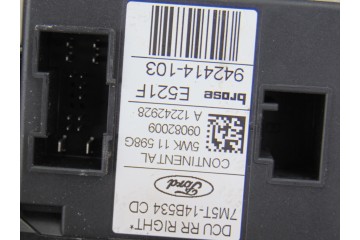 DCU RR RIGHT*
7M5T-14B534 CD
Ford
CONTINENTAL
5WK 11 598G
09082009
A 12242928
brose E521F
942414-103